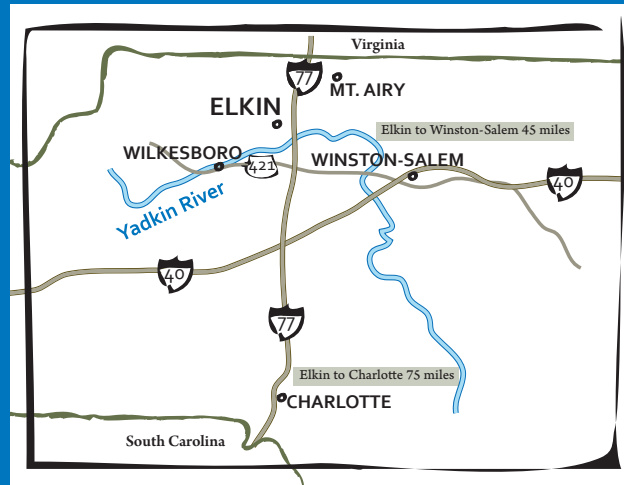 Virginia
77
MT. AIRY
ELKIN
Elkin to Winston-Salem 45 miles
WILKESBORO
421
WINSTON-SALEM
40
Yadkin River
40
77
Elkin to Charlotte 75 miles
CHARLOTTE
South Carolina